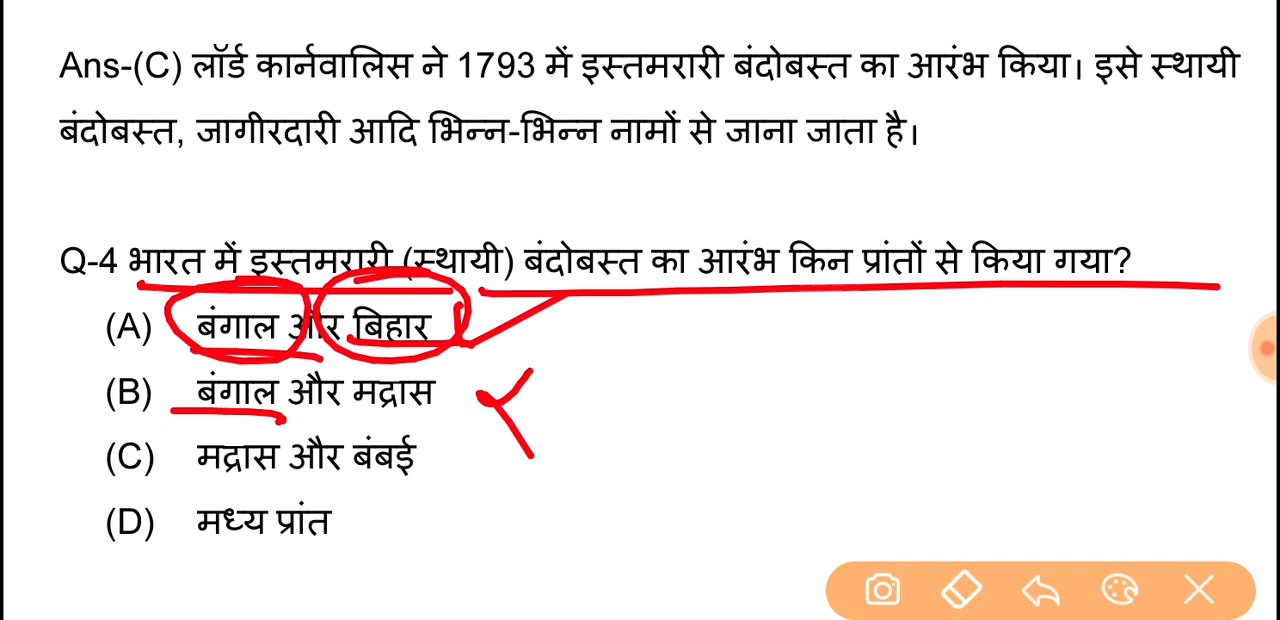 Ans-(C) लॉर्ड कार्नवालिस ने 1793 में इस्तमरारी बंदोबस्त का आरंभ किया। इसे स्थायी
बंदोबस्त, जागीरदारी आदि भिन्न-भिन्न नामों से जाना जाता है।
Q-4 भारत में इस्तमरारी (स्थायी) बंदोबस्त का आरंभ किन प्रांतों से किया गया?
(A) बंगाल और बिहार
(B) बंगाल और मद्रास
(C) मद्रास और बंबई
(D) मध्य प्रांत